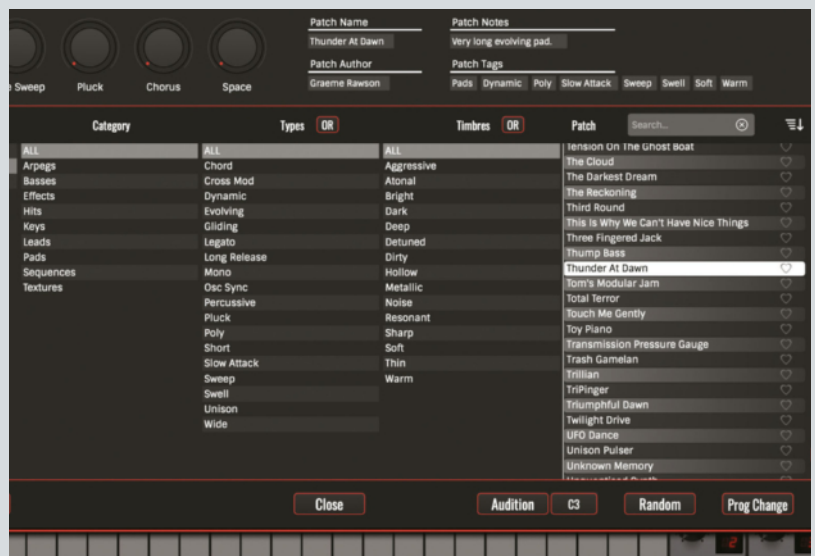 Patch Name
Thunder At Dawn
Patch Author
Graeme Rawson
Patch Notes
Very long evolving pad.
Patch Tags
Pads Dynamic Poly Slow Attack Sweep Swell Soft Warm
Sweep Pluck Chorus Space
Category
ALL
Arpegs
Basses
Effects
Hits
Keys
Leads
Pads
Sequences
Textures
Types OR
ALL
Chord
Cross Mod
Dynamic
Evolving
Gliding
Legato
Long Release
Mono
Osc Sync
Percussive
Pluck
Poly
Short
Slow Attack
Sweep
Swell
Unison
Wide
Timbres OR
ALL
Aggressive
Atonal
Bright
Dark
Deep
Detuned
Dirty
Hollow
Metallic
Noise
Resonant
Sharp
Soft
Thin
Warm
Patch Search...
Tension On The Ghost Boat
The Cloud
The Darkest Dream
The Reckoning
Third Round
This Is Why We Can't Have Nice Things
Three Fingered Jack
Thump Bass
Thunder At Dawn
Tom's Modular Jam
Total Terror
Touch Me Gently
Toy Piano
Transmission Pressure Gauge
Trash Gamelan
Trillian
TriPinger
Triumphful Dawn
Twilight Drive
UFO Dance
Unison Pulser
Unknown Memory
Close Audition C3 Random Prog Change
2